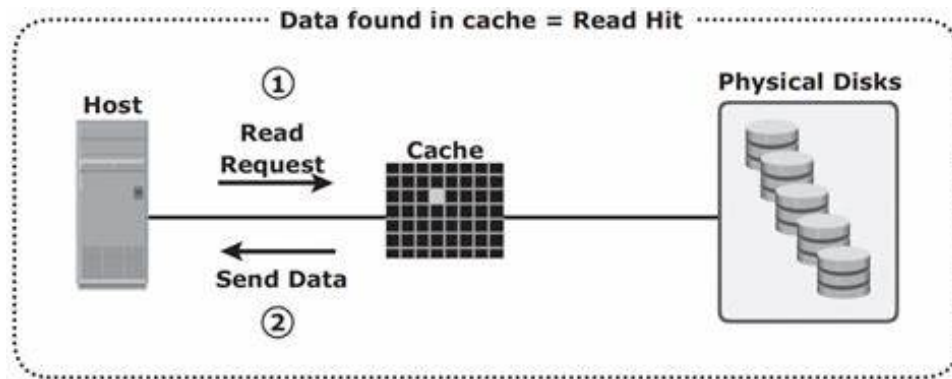 Data found in cache = Read Hit
①
Physical Disks
Host
Read
Request
Cache
Send Data
②